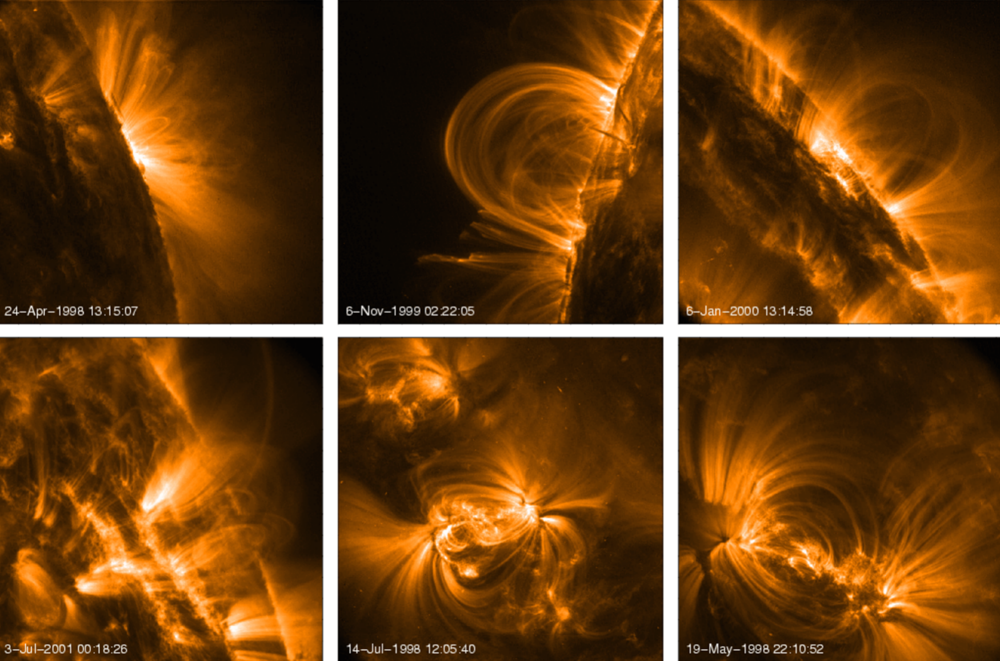 24–Apr–1998 13:15:07
6–Nov–1999 02:22:05
6–Jan–2000 13:14:58
3–Jul–2001 00:18:26
14–Jul–1998 12:05:40
19–May–1998 22:10:52